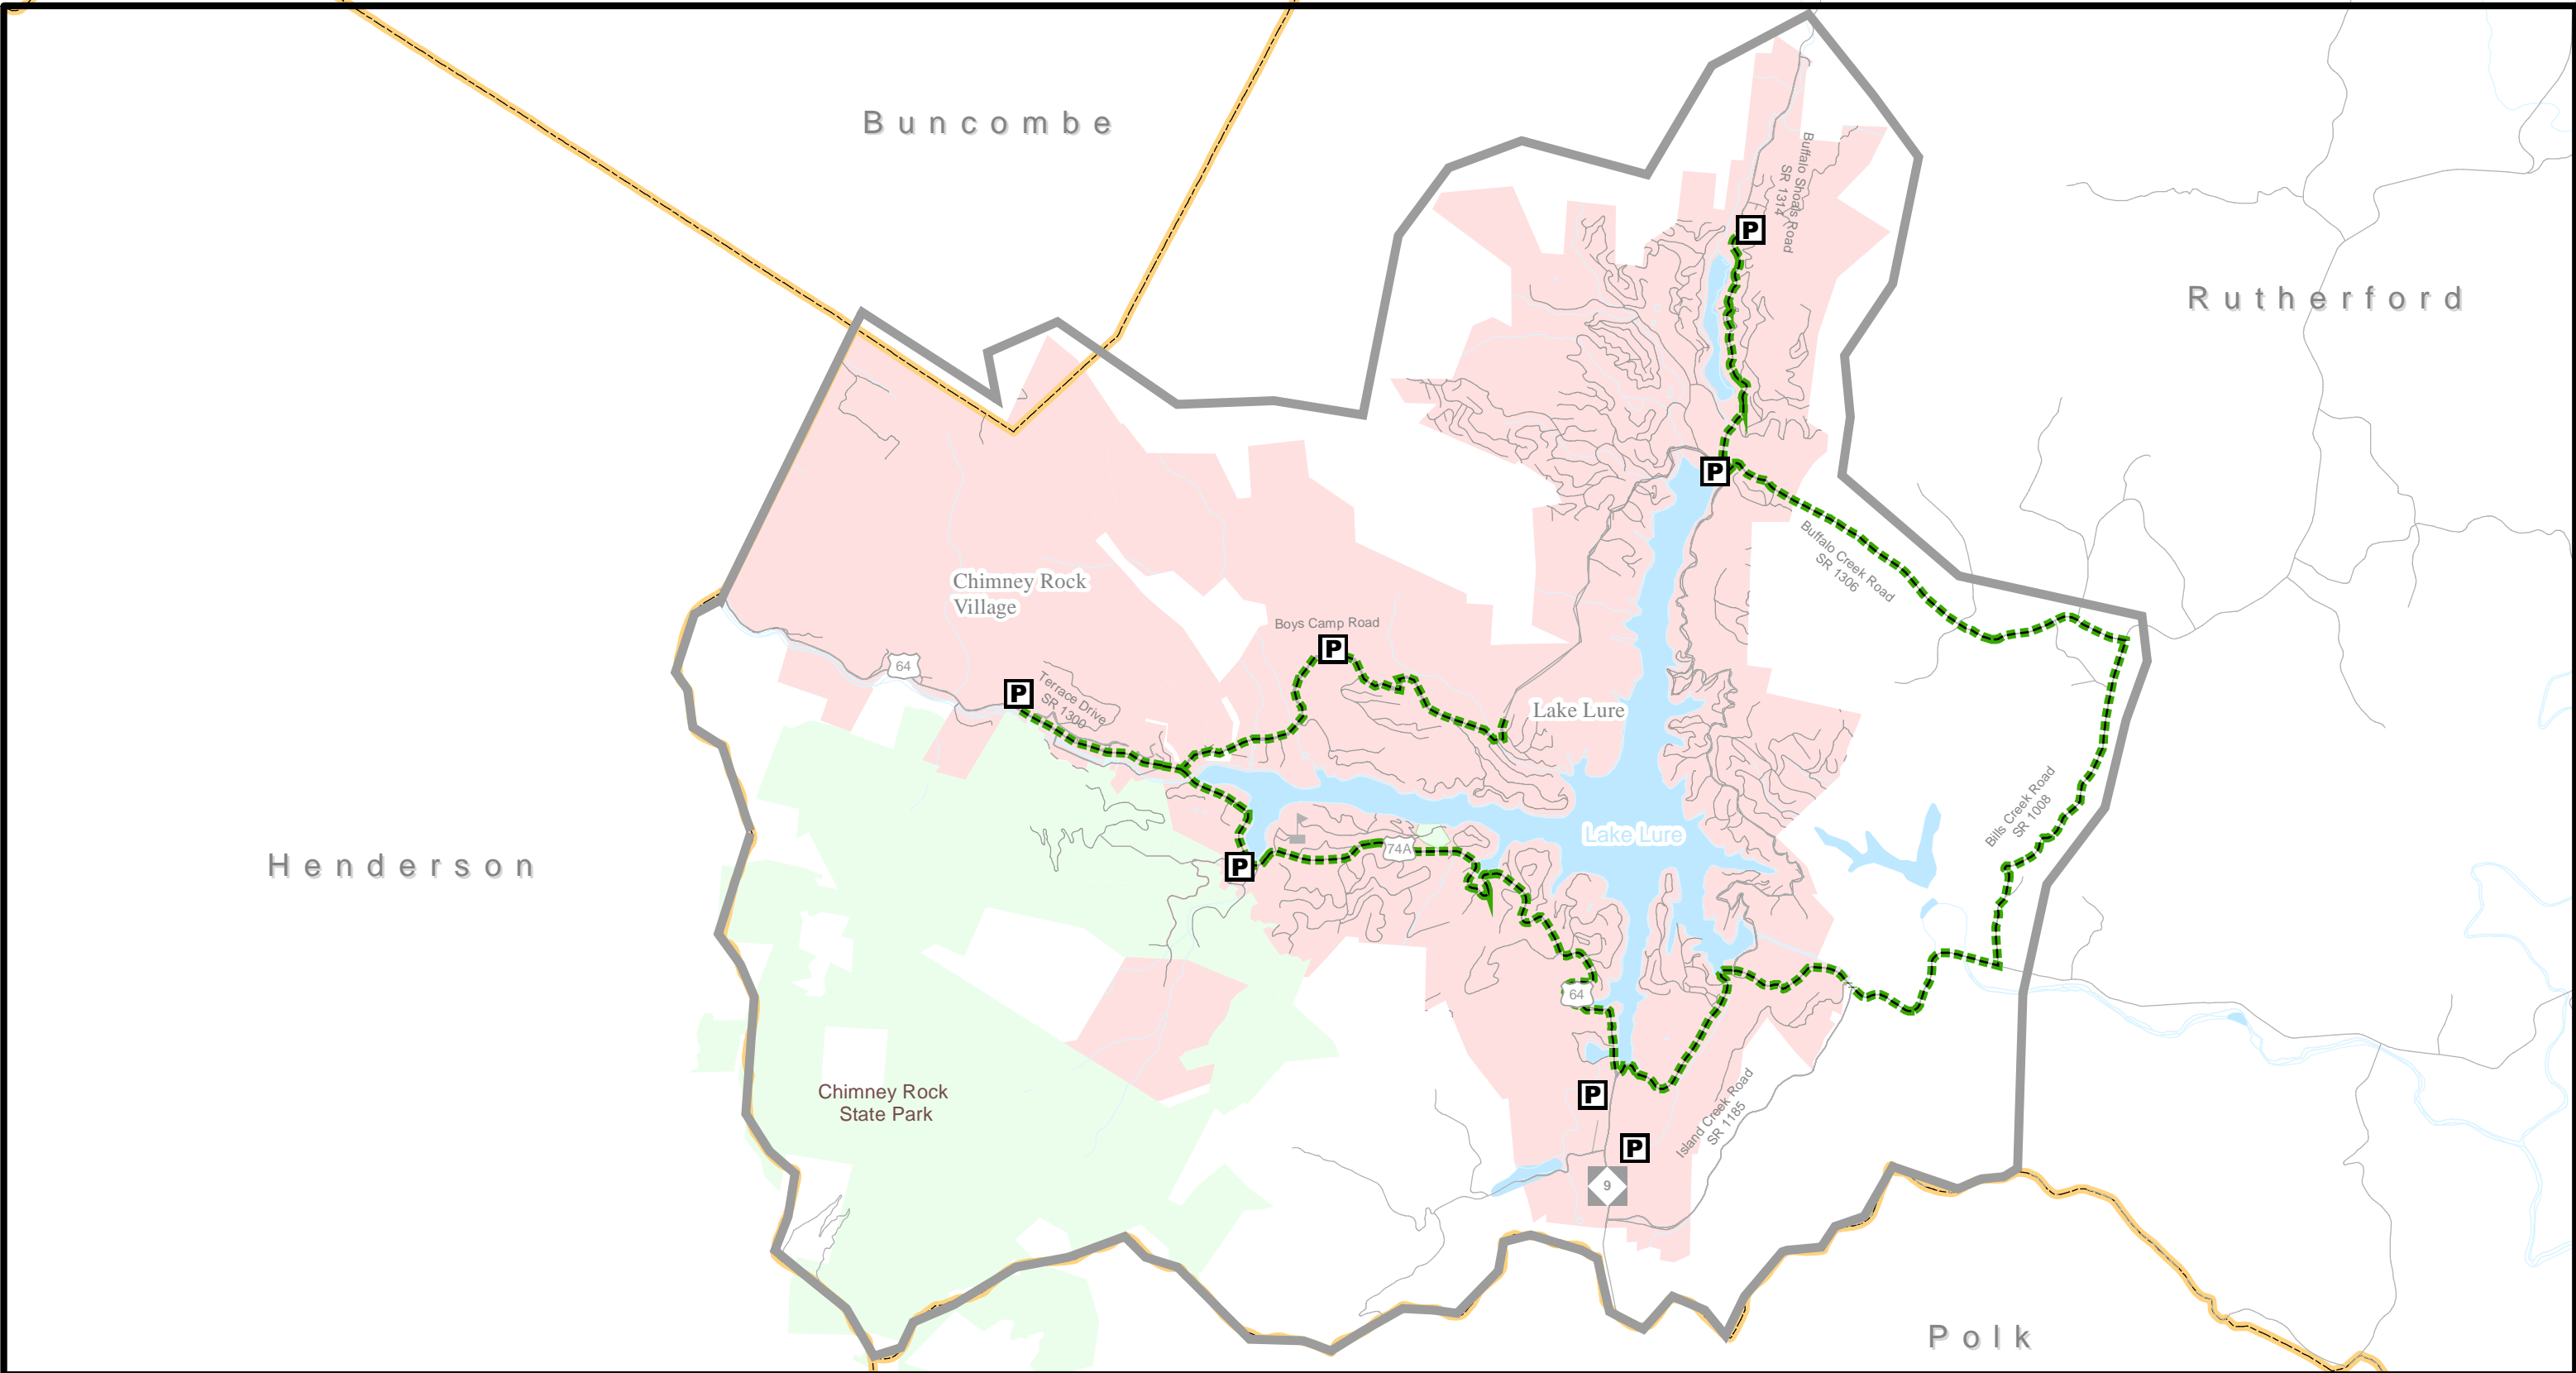 Buncombe
Buffalo Shoals Road
SR 1314
P
Rutherford
P
Buffalo Creek Road
SR 1306
Chimney Rock
Village
Boys Camp Road
P
64
P
Terrace Drive
SR 1300
Lake Lure
Bills Creek Road
SR 1008
Lake Lure
74A
Henderson
P
64
Chimney Rock
State Park
P
Island Creek Road
SR 1185
P
9
Polk